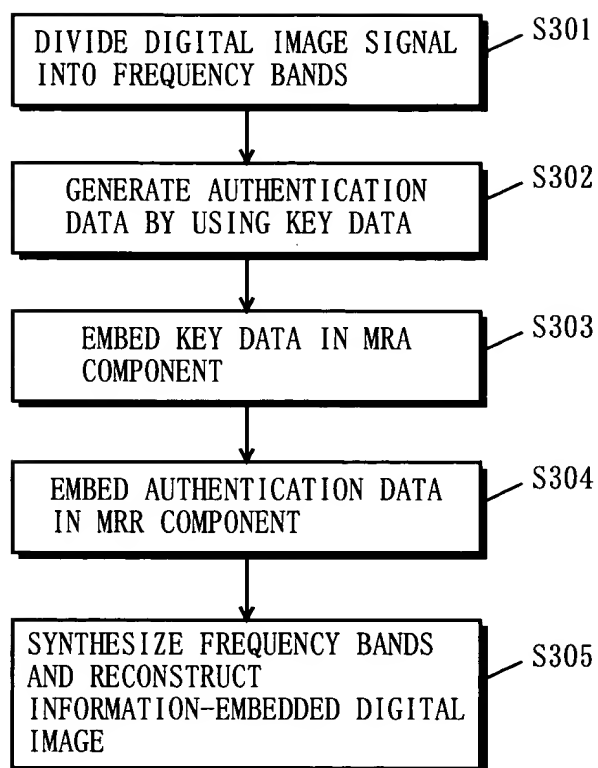 DIVIDE DIGITAL IMAGE SIGNAL
INTO FREQUENCY BANDS
S301
GENERATE AUTHENTICATION
DATA BY USING KEY DATA
S302
EMBED KEY DATA IN MRA
COMPONENT
S303
EMBED AUTHENTICATION DATA
IN MRR COMPONENT
S304
SYNTHESIZE FREQUENCY BANDS
AND RECONSTRUCT
INFORMATION-EMBEDDED DIGITAL
IMAGE
S305